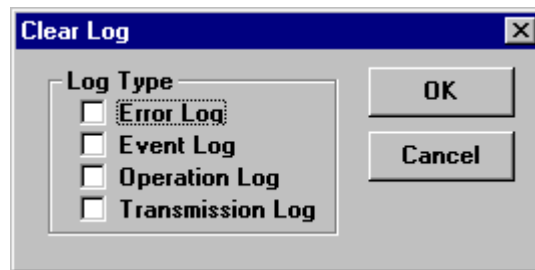 Clear Log
Log Type
Error Log
Event Log
Operation Log
Transmission Log
OK
Cancel